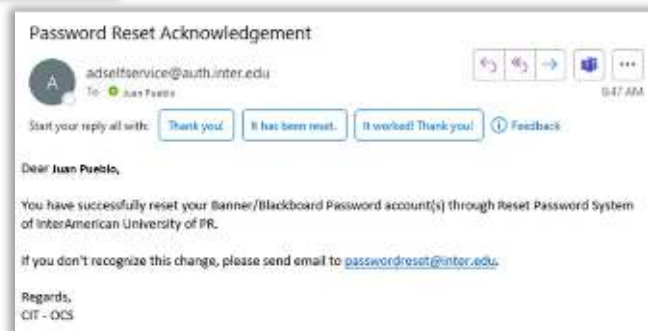 Password Reset Acknowledgement
A
adselfservice@auth.inter.edu
To Juan Pueblo
8:47 AM
Start your reply all with: Thank you! It has been reset. It worked! Thank you! Feedback
Dear Juan Pueblo,
You have successfully reset your Banner/Blackboard Password account(s) through Reset Password System
of InterAmerican University of PR.
If you don't recognize this change, please send email to passwordreset@inter.edu.
Regards,
CIT - OCS